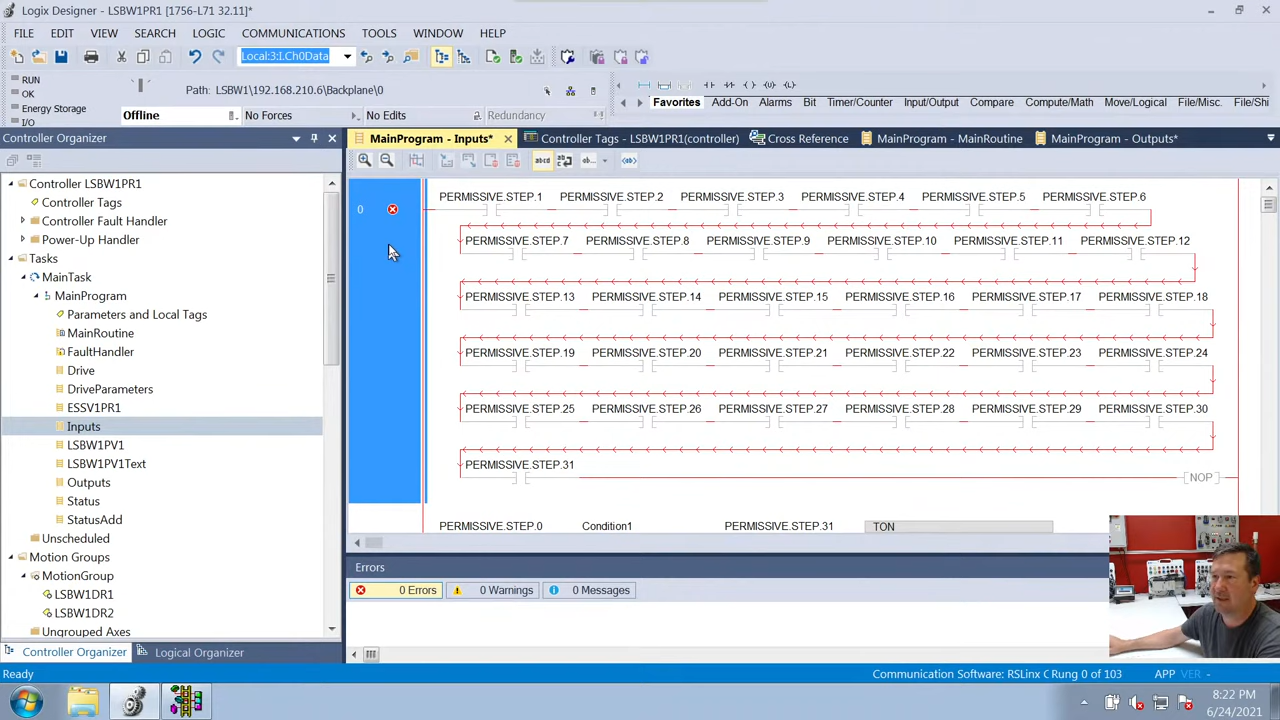 Logix Designer - LSBW1PR1 [1756-L71 32.11]*
FILE EDIT VIEW SEARCH LOGIC COMMUNICATIONS TOOLS WINDOW HELP
Local:3:I.Ch0Data
RUN
OK
Energy Storage
I/O
Path: LSBW1\192.168.210.6\Backplane\0
Offline No Forces No Edits Redundancy
Favorites Add-On Alarms Bit Timer/Counter Input/Output Compare Compute/Math Move/Logical File/Misc. File/Shi
Controller Organizer
MainProgram - Inputs* Controller Tags - LSBW1PR1(controller) Cross Reference MainProgram - MainRoutine MainProgram - Outputs*
Controller LSBW1PR1
Controller Tags
Controller Fault Handler
Power-Up Handler
Tasks
MainTask
MainProgram
Parameters and Local Tags
MainRoutine
FaultHandler
Drive
DriveParameters
ESSV1PR1
Inputs
LSBW1PV1
LSBW1PV1Text
Outputs
Status
StatusAdd
Unscheduled
Motion Groups
MotionGroup
LSBW1DR1
LSBW1DR2
Ungrouped Axes
Controller Organizer Logical Organizer
abcd ab...
0
PERMISSIVE.STEP.1 PERMISSIVE.STEP.2 PERMISSIVE.STEP.3 PERMISSIVE.STEP.4 PERMISSIVE.STEP.5 PERMISSIVE.STEP.6
PERMISSIVE.STEP.7 PERMISSIVE.STEP.8 PERMISSIVE.STEP.9 PERMISSIVE.STEP.10 PERMISSIVE.STEP.11 PERMISSIVE.STEP.12
PERMISSIVE.STEP.13 PERMISSIVE.STEP.14 PERMISSIVE.STEP.15 PERMISSIVE.STEP.16 PERMISSIVE.STEP.17 PERMISSIVE.STEP.18
PERMISSIVE.STEP.19 PERMISSIVE.STEP.20 PERMISSIVE.STEP.21 PERMISSIVE.STEP.22 PERMISSIVE.STEP.23 PERMISSIVE.STEP.24
PERMISSIVE.STEP.25 PERMISSIVE.STEP.26 PERMISSIVE.STEP.27 PERMISSIVE.STEP.28 PERMISSIVE.STEP.29 PERMISSIVE.STEP.30
PERMISSIVE.STEP.31
NOP
PERMISSIVE.STEP.0 Condition1 PERMISSIVE.STEP.31 TON
Errors
0 Errors 0 Warnings 0 Messages
Ready
Communication Software: RSLinx C Rung 0 of 103 APP VER -
8:22 PM
6/24/2021